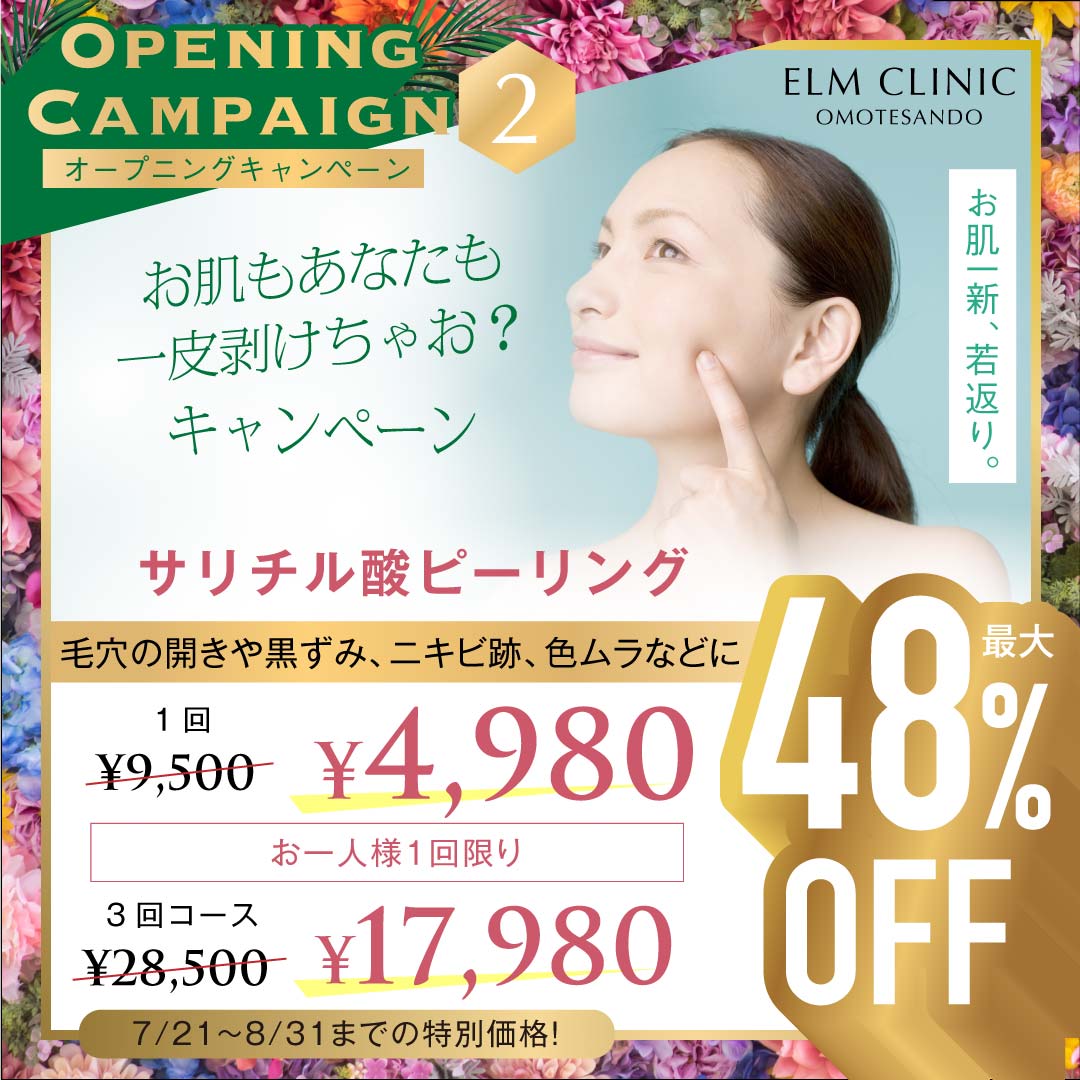 OPENING
CAMPAIGN 2
オープニングキャンペーン
ELM CLINIC
OMOTESANDO
お肌一新、若返り。
お肌もあなたも
一皮剥けちゃお？
キャンペーン
サリチル酸ピーリング
毛穴の開きや黒ずみ、ニキビ跡、色ムラなどに
1回
¥9,500 ¥4,980
お一人様1回限り
3回コース
¥28,500 ¥17,980
最大
48%
OFF
7/21～8/31までの特別価格!